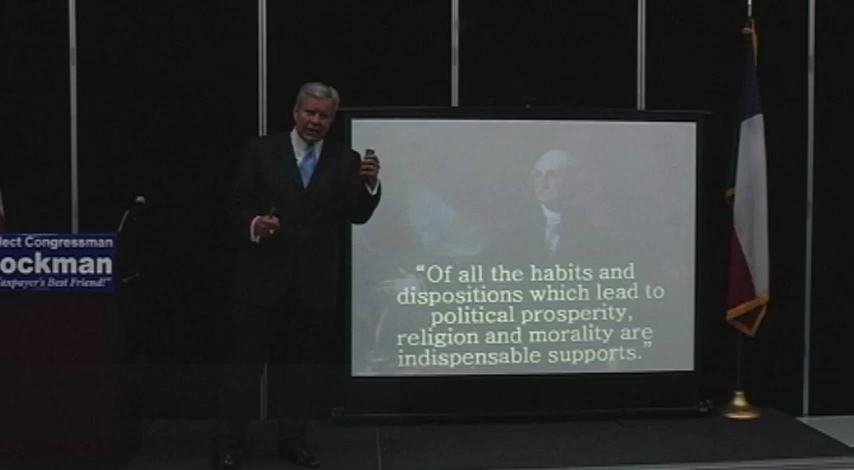 ect Congressman
ockman
axpayer's Best Friend!"
"Of all the habits and
dispositions which lead to
political prosperity,
religion and morality are
indispensable supports."